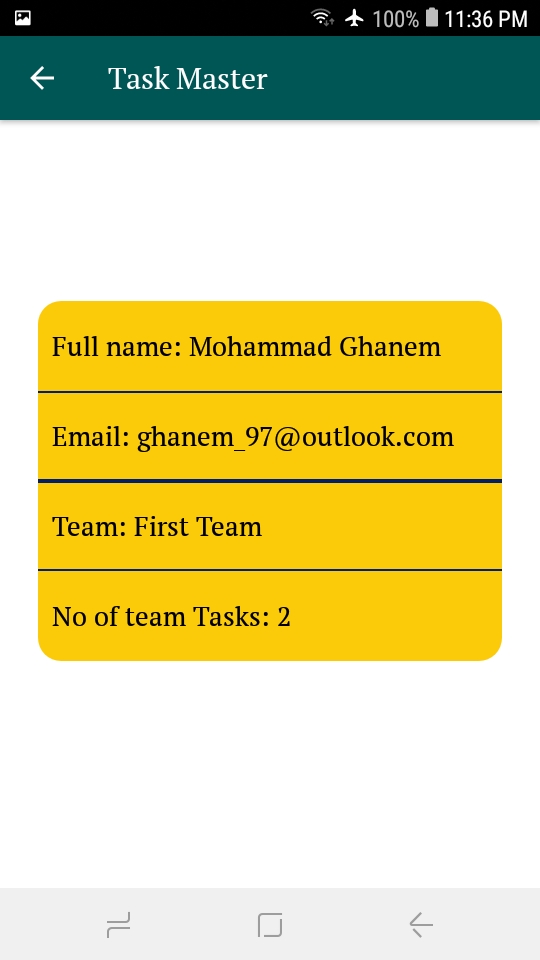 100% 11:36 PM
Task Master
Full name: Mohammad Ghanem
Email: ghanem_97@outlook.com
Team: First Team
No of team Tasks: 2